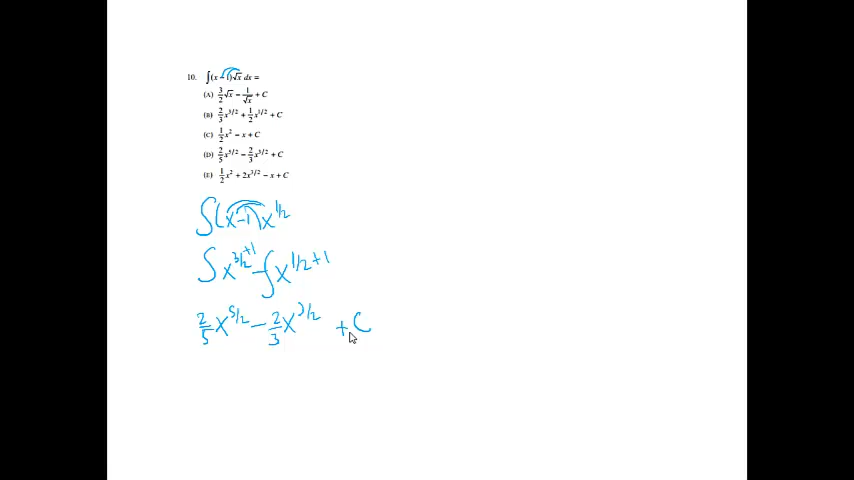 10. ∫(x − 1)√x dx =
(A) 3/2 √x − 1/√x + C
(B) 2/3 x^3/2 + 1/2 x^1/2 + C
(C) 1/2 x^2 − x + C
(D) 2/5 x^5/2 − 2/3 x^3/2 + C
(E) 1/2 x^2 + 2x^3/2 − x + C
∫(x−1)x^1/2
∫x^3/2+1 − ∫x^1/2+1
2/5 x^5/2 − 2/3 x^3/2 + C